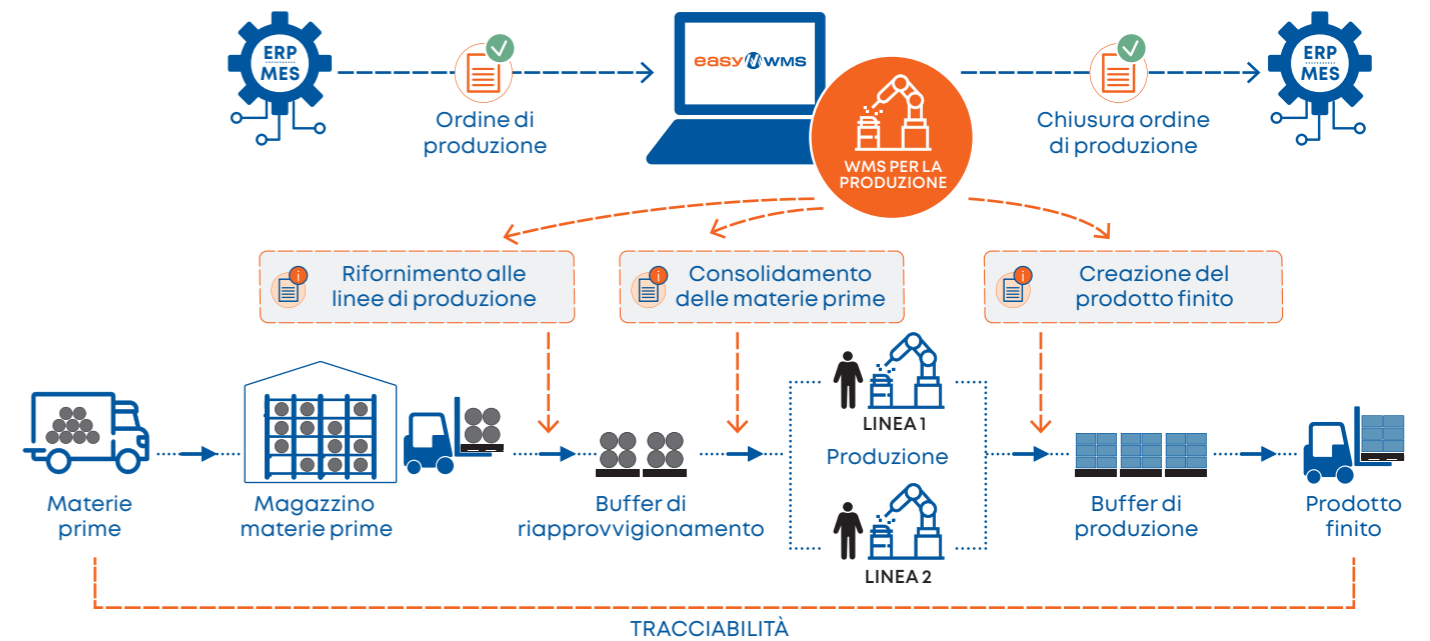 ERP
MES
Ordine di
produzione
easy WMS
WMS PER LA
PRODUZIONE
Chiusura ordine
di produzione
ERP
MES
i
Rifornimento alle
linee di produzione
i
Consolidamento
delle materie prime
i
Creazione del
prodotto finito
Materie
prime
Magazzino
materie prime
Buffer di
riapprovvigionamento
LINEA 1
Produzione
LINEA 2
Buffer di
produzione
Prodotto
finito
TRACCIABILITÀ